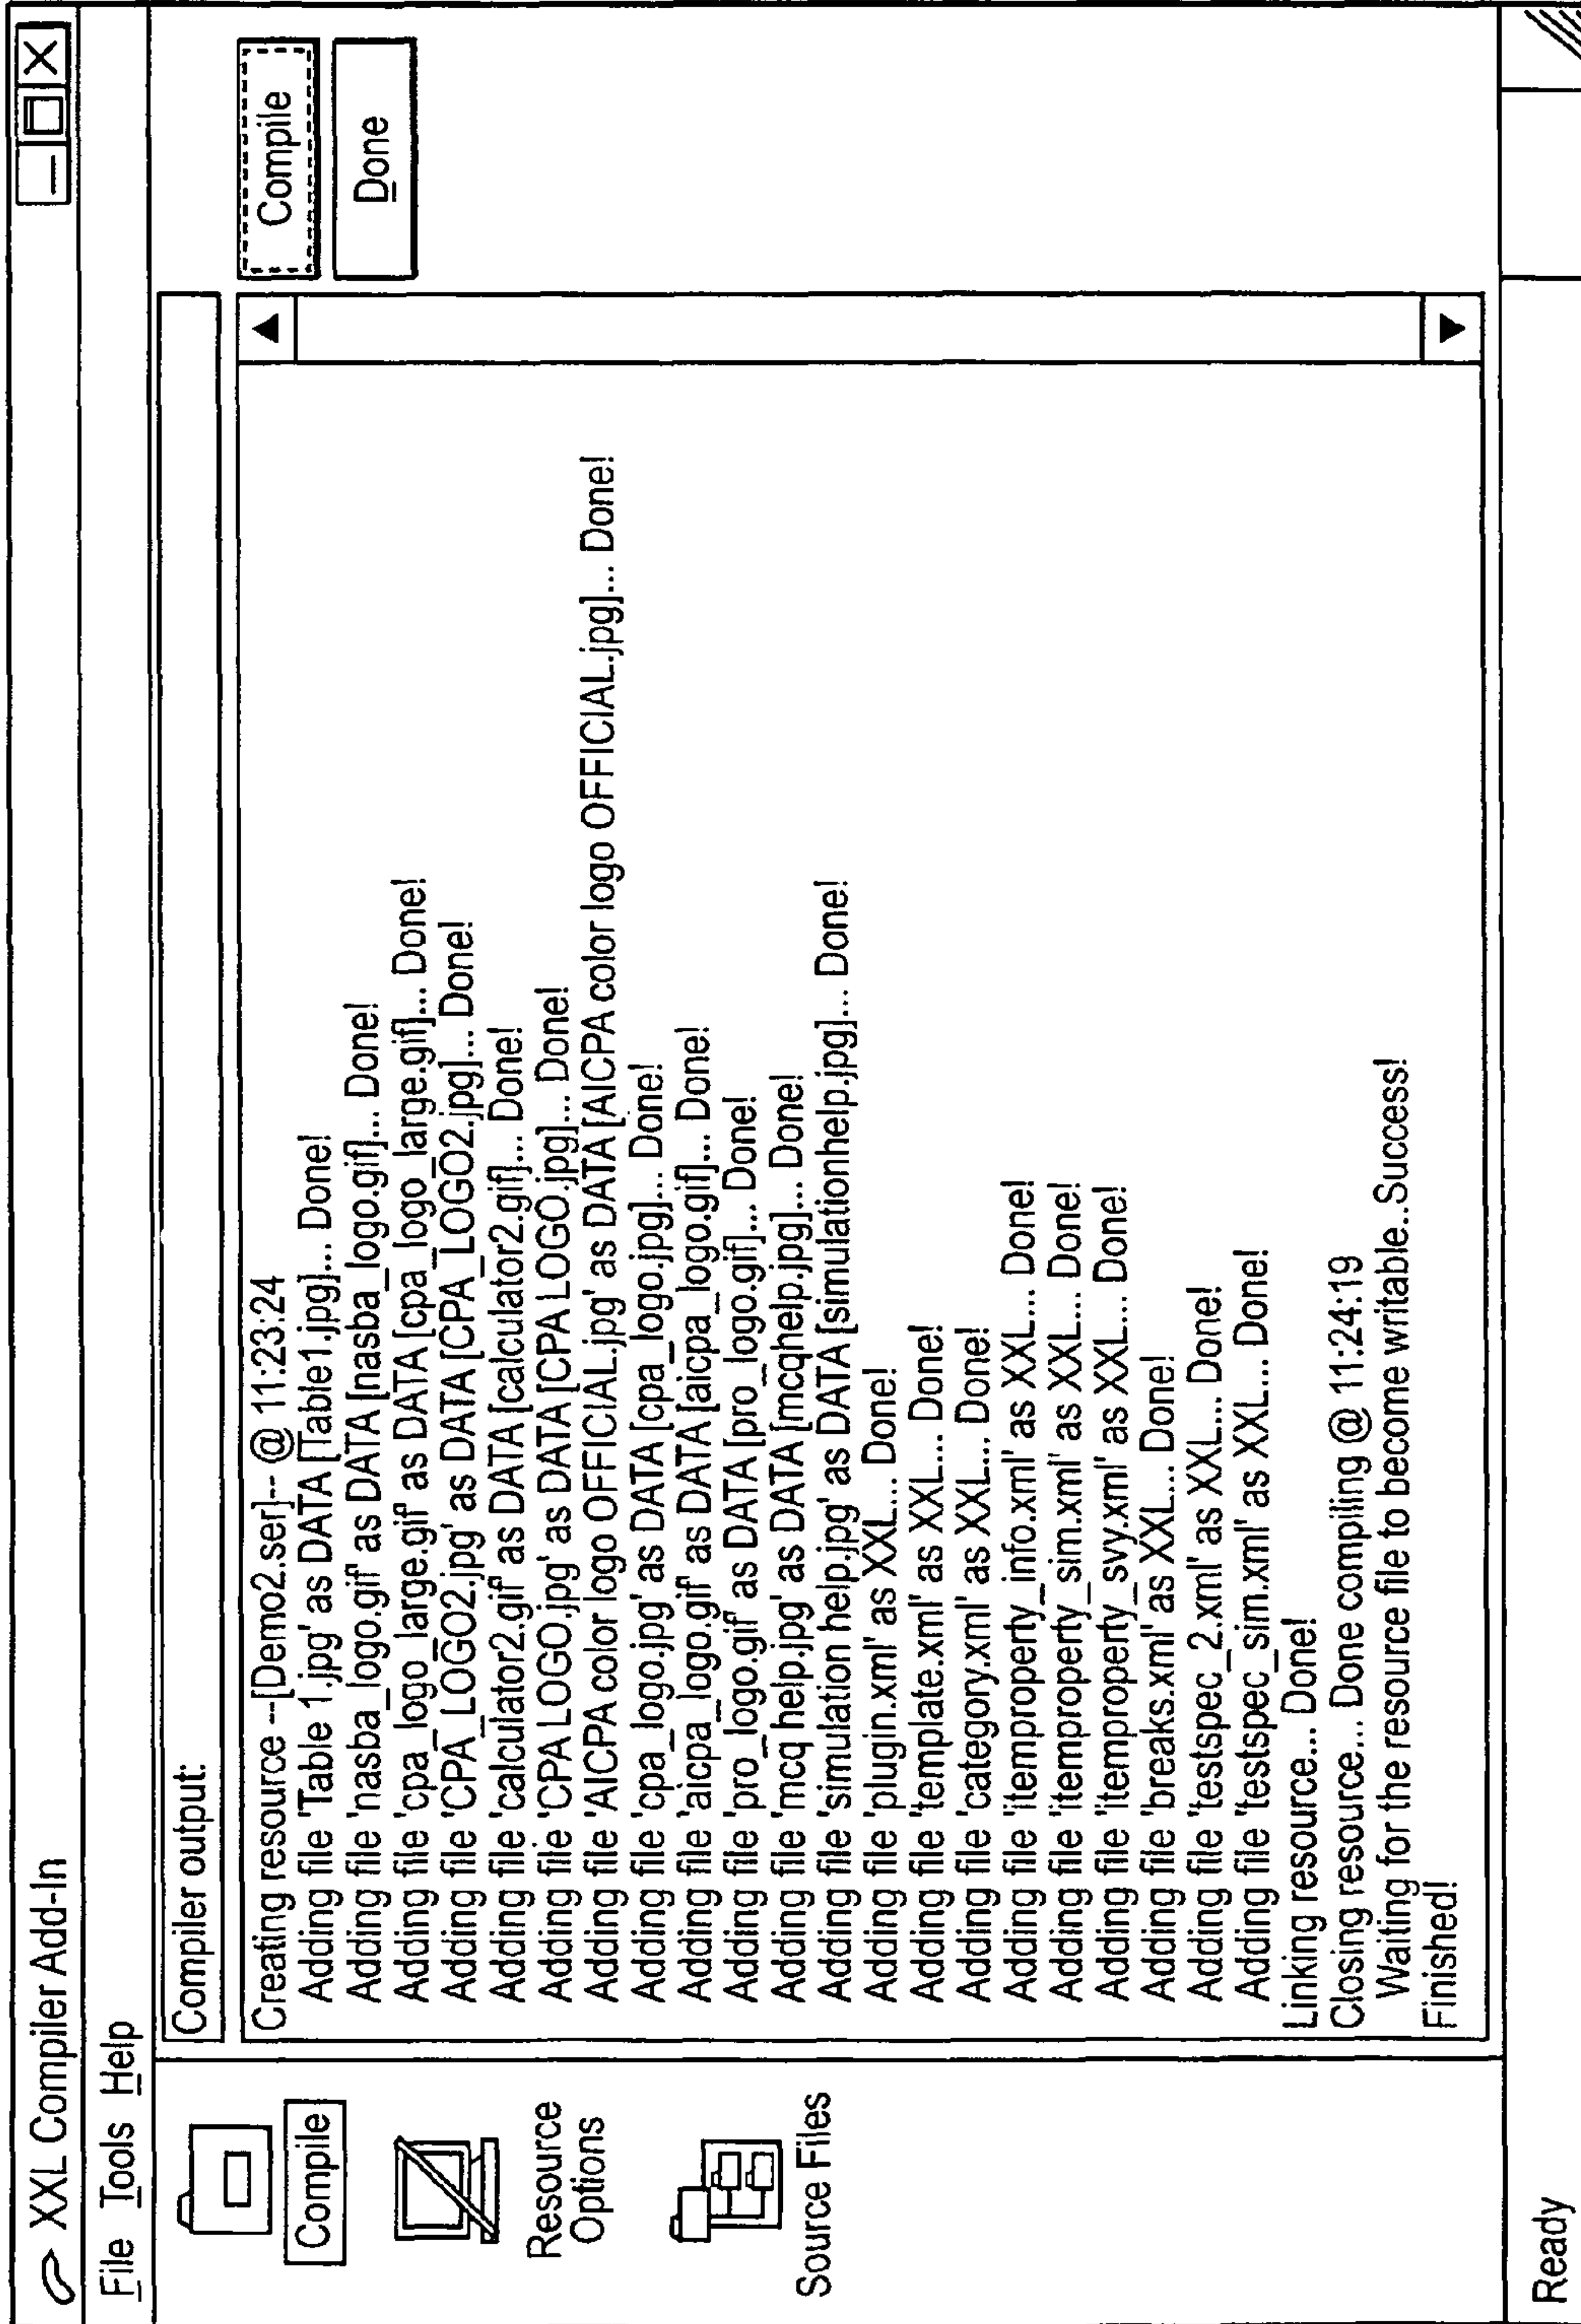 XXL Compiler Add-In
File Tools Help
Compile
Resource
Options
Source Files
Compiler output:
Creating resource --[Demo2.ser]-- @ 11:23:24
Adding file 'Table 1.jpg' as DATA [Table1.jpg]... Done!
Adding file 'nasba_logo.gif' as DATA [nasba_logo.gif]... Done!
Adding file 'cpa_logo_large.gif' as DATA [cpa_logo_large.gif]... Done!
Adding file 'CPA_LOGO2.jpg' as DATA [CPA_LOGO2.jpg]... Done!
Adding file 'calculator2.gif' as DATA [calculator2.gif]... Done!
Adding file 'CPA LOGO.jpg' as DATA [CPA LOGO.jpg]... Done!
Adding file 'AICPA color logo OFFICIAL.jpg' as DATA [AICPA color logo OFFICIAL.jpg]... Done!
Adding file 'cpa_logo.jpg' as DATA [cpa_logo.jpg]... Done!
Adding file 'aicpa_logo.gif' as DATA [aicpa_logo.gif]... Done!
Adding file 'pro_logo.gif' as DATA [pro_logo.gif]... Done!
Adding file 'mcq help.jpg' as DATA [mcqhelp.jpg]... Done!
Adding file 'simulation help.jpg' as DATA [simulationhelp.jpg]... Done!
Adding file 'plugin.xml' as XXL... Done!
Adding file 'template.xml' as XXL... Done!
Adding file 'category.xml' as XXL... Done!
Adding file 'itemproperty_info.xml' as XXL... Done!
Adding file 'itemproperty_sim.xml' as XXL... Done!
Adding file 'itemproperty_svy.xml' as XXL... Done!
Adding file 'breaks.xml' as XXL... Done!
Adding file 'testspec_2.xml' as XXL... Done!
Adding file 'testspec_sim.xml' as XXL... Done!
Linking resource... Done!
Closing resource... Done compiling @ 11:24:19
Waiting for the resource file to become writable..Success!
Finished!
Compile
Done
Ready